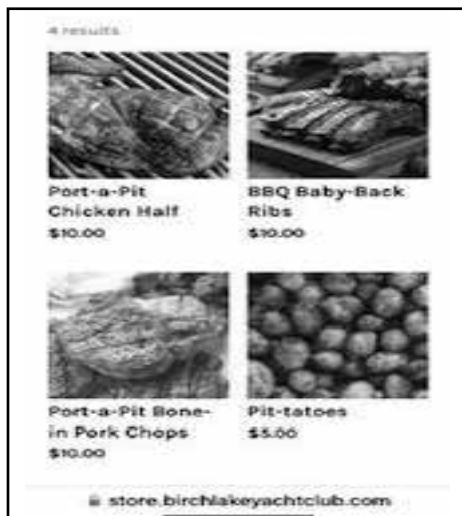 4 results
Port-a-Pit
Chicken Half
$10.00
BBQ Baby-Back
Ribs
$10.00
Port-a-Pit Bone-
in Pork Chops
$10.00
Pit-tatoes
$5.00
store.birchlakeyachtclub.com